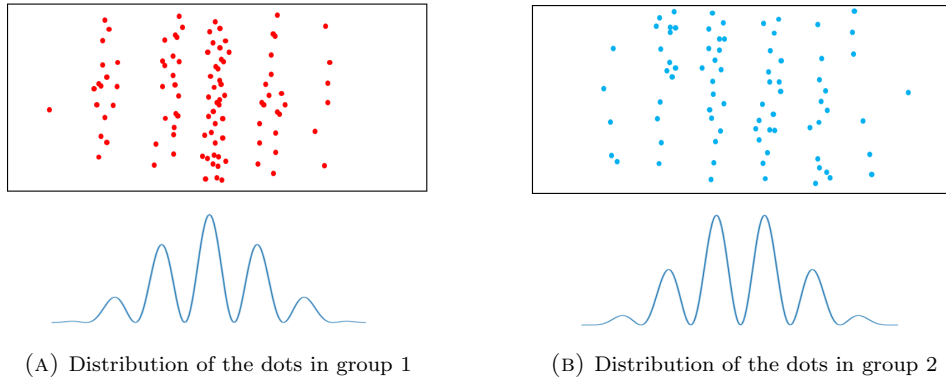 (A) Distribution of the dots in group 1
(B) Distribution of the dots in group 2